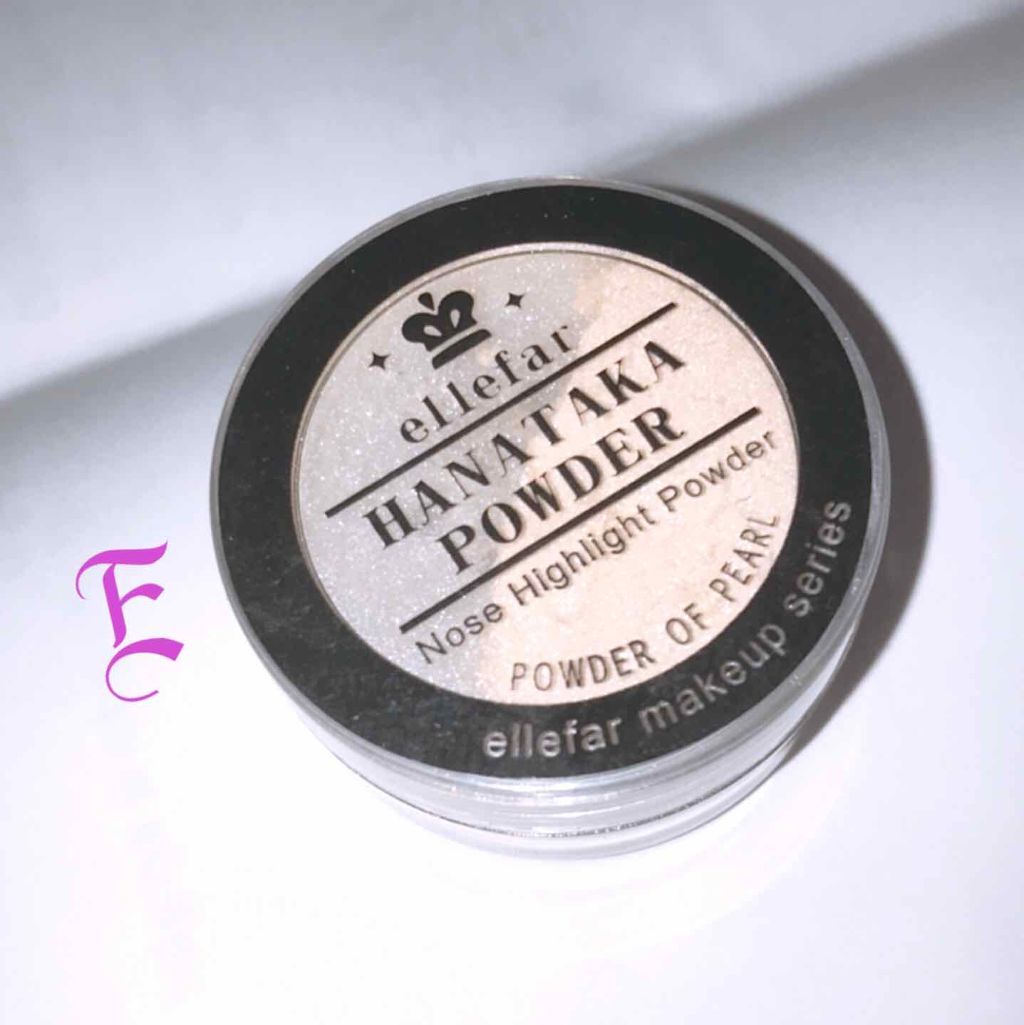 ellefar
HANATAKA
POWDER
Nose Highlight Powder
POWDER OF PEARL
ellefar makeup series
E